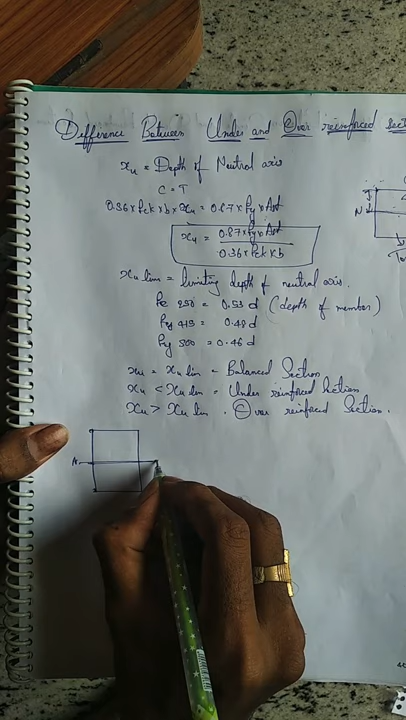 Difference Between Under and Over reinforced sec
xu = Depth of Neutral axis
C = T
0.36 x fck x b x xu = 0.87 x fy x Ast
xu = 0.87 x fy x Ast
0.36 x fck x b
N
xu lim = limiting depth of neutral axis.
Fe 250 = 0.53 d (depth of member)
Fy 415 = 0.48 d
Fy 500 = 0.46 d
xu = xu lim = Balanced Section
xu < xu lim = Under reinforced Section
xu > xu lim . Over reinforced Section.
N